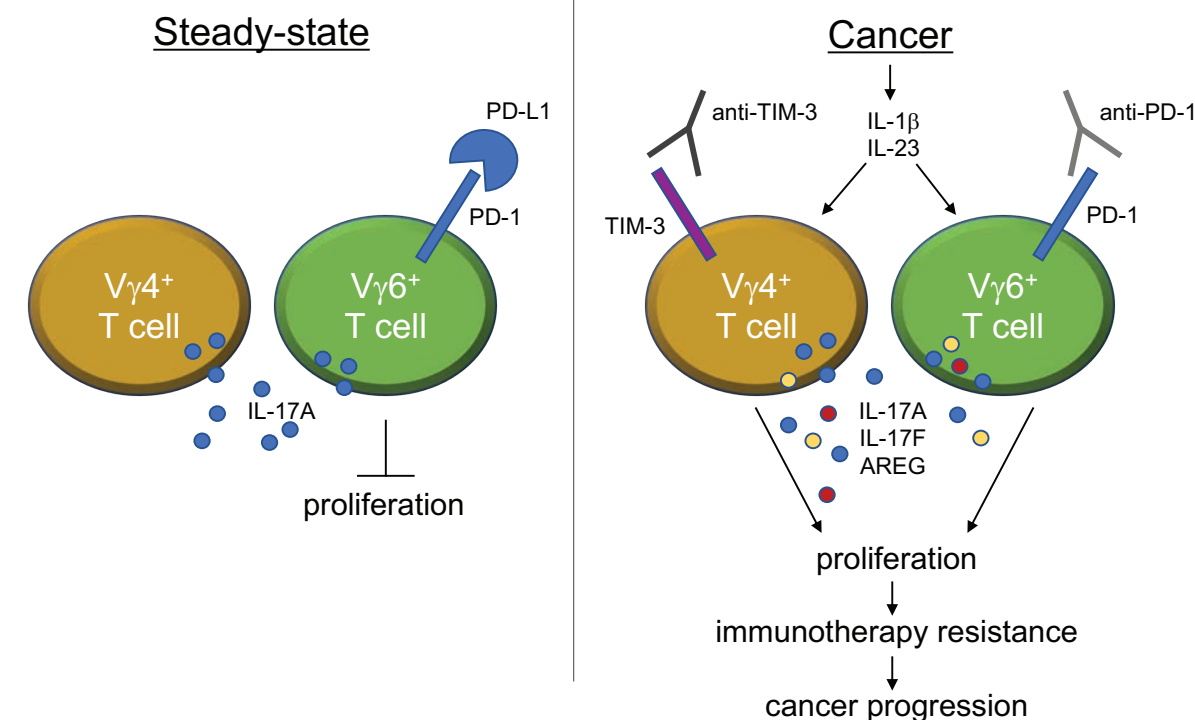 Steady-state
PD-L1
PD-1
Vγ4⁺
T cell
Vγ6⁺
T cell
IL-17A
proliferation
Cancer
anti-TIM-3
IL-1β
IL-23
anti-PD-1
TIM-3
PD-1
Vγ4⁺
T cell
Vγ6⁺
T cell
IL-17A
IL-17F
AREG
proliferation
immunotherapy resistance
cancer progression